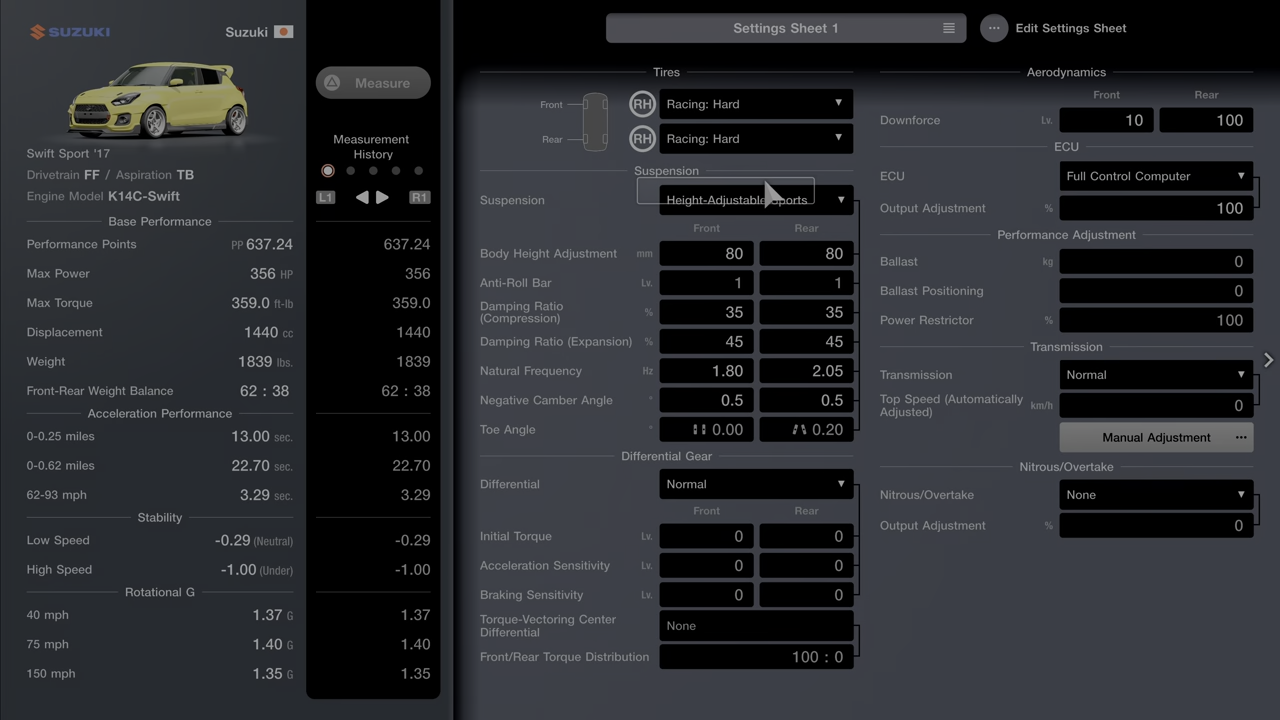 SUZUKI
Suzuki
Swift Sport '17
Drivetrain FF / Aspiration TB
Engine Model K14C-Swift
Base Performance
Performance Points PP 637.24
Max Power 356 HP
Max Torque 359.0 ft-lb
Displacement 1440 cc
Weight 1839 lbs.
Front-Rear Weight Balance 62 : 38
Acceleration Performance
0-0.25 miles 13.00 sec.
0-0.62 miles 22.70 sec.
62-93 mph 3.29 sec.
Stability
Low Speed -0.29 (Neutral)
High Speed -1.00 (Under)
Rotational G
40 mph 1.37 G
75 mph 1.40 G
150 mph 1.35 G
Measure
Measurement
History
L1 R1
637.24
356
359.0
1440
1839
62 : 38
13.00
22.70
3.29
-0.29
-1.00
1.37
1.40
1.35
Settings Sheet 1
Edit Settings Sheet
Tires
Front RH Racing: Hard
Rear RH Racing: Hard
Suspension
Suspension Height-Adjustable Sports
Front Rear
Body Height Adjustment mm 80 80
Anti-Roll Bar Lv. 1 1
Damping Ratio
(Compression) % 35 35
Damping Ratio (Expansion) % 45 45
Natural Frequency Hz 1.80 2.05
Negative Camber Angle ° 0.5 0.5
Toe Angle ° 0.00 0.20
Differential Gear
Differential Normal
Front Rear
Initial Torque Lv. 0 0
Acceleration Sensitivity Lv. 0 0
Braking Sensitivity Lv. 0 0
Torque-Vectoring Center
Differential None
Front/Rear Torque Distribution 100 : 0
Aerodynamics
Front Rear
Downforce Lv. 10 100
ECU
ECU Full Control Computer
Output Adjustment % 100
Performance Adjustment
Ballast kg 0
Ballast Positioning 0
Power Restrictor % 100
Transmission
Transmission Normal
Top Speed (Automatically
Adjusted) km/h 0
Manual Adjustment
Nitrous/Overtake
Nitrous/Overtake None
Output Adjustment % 0